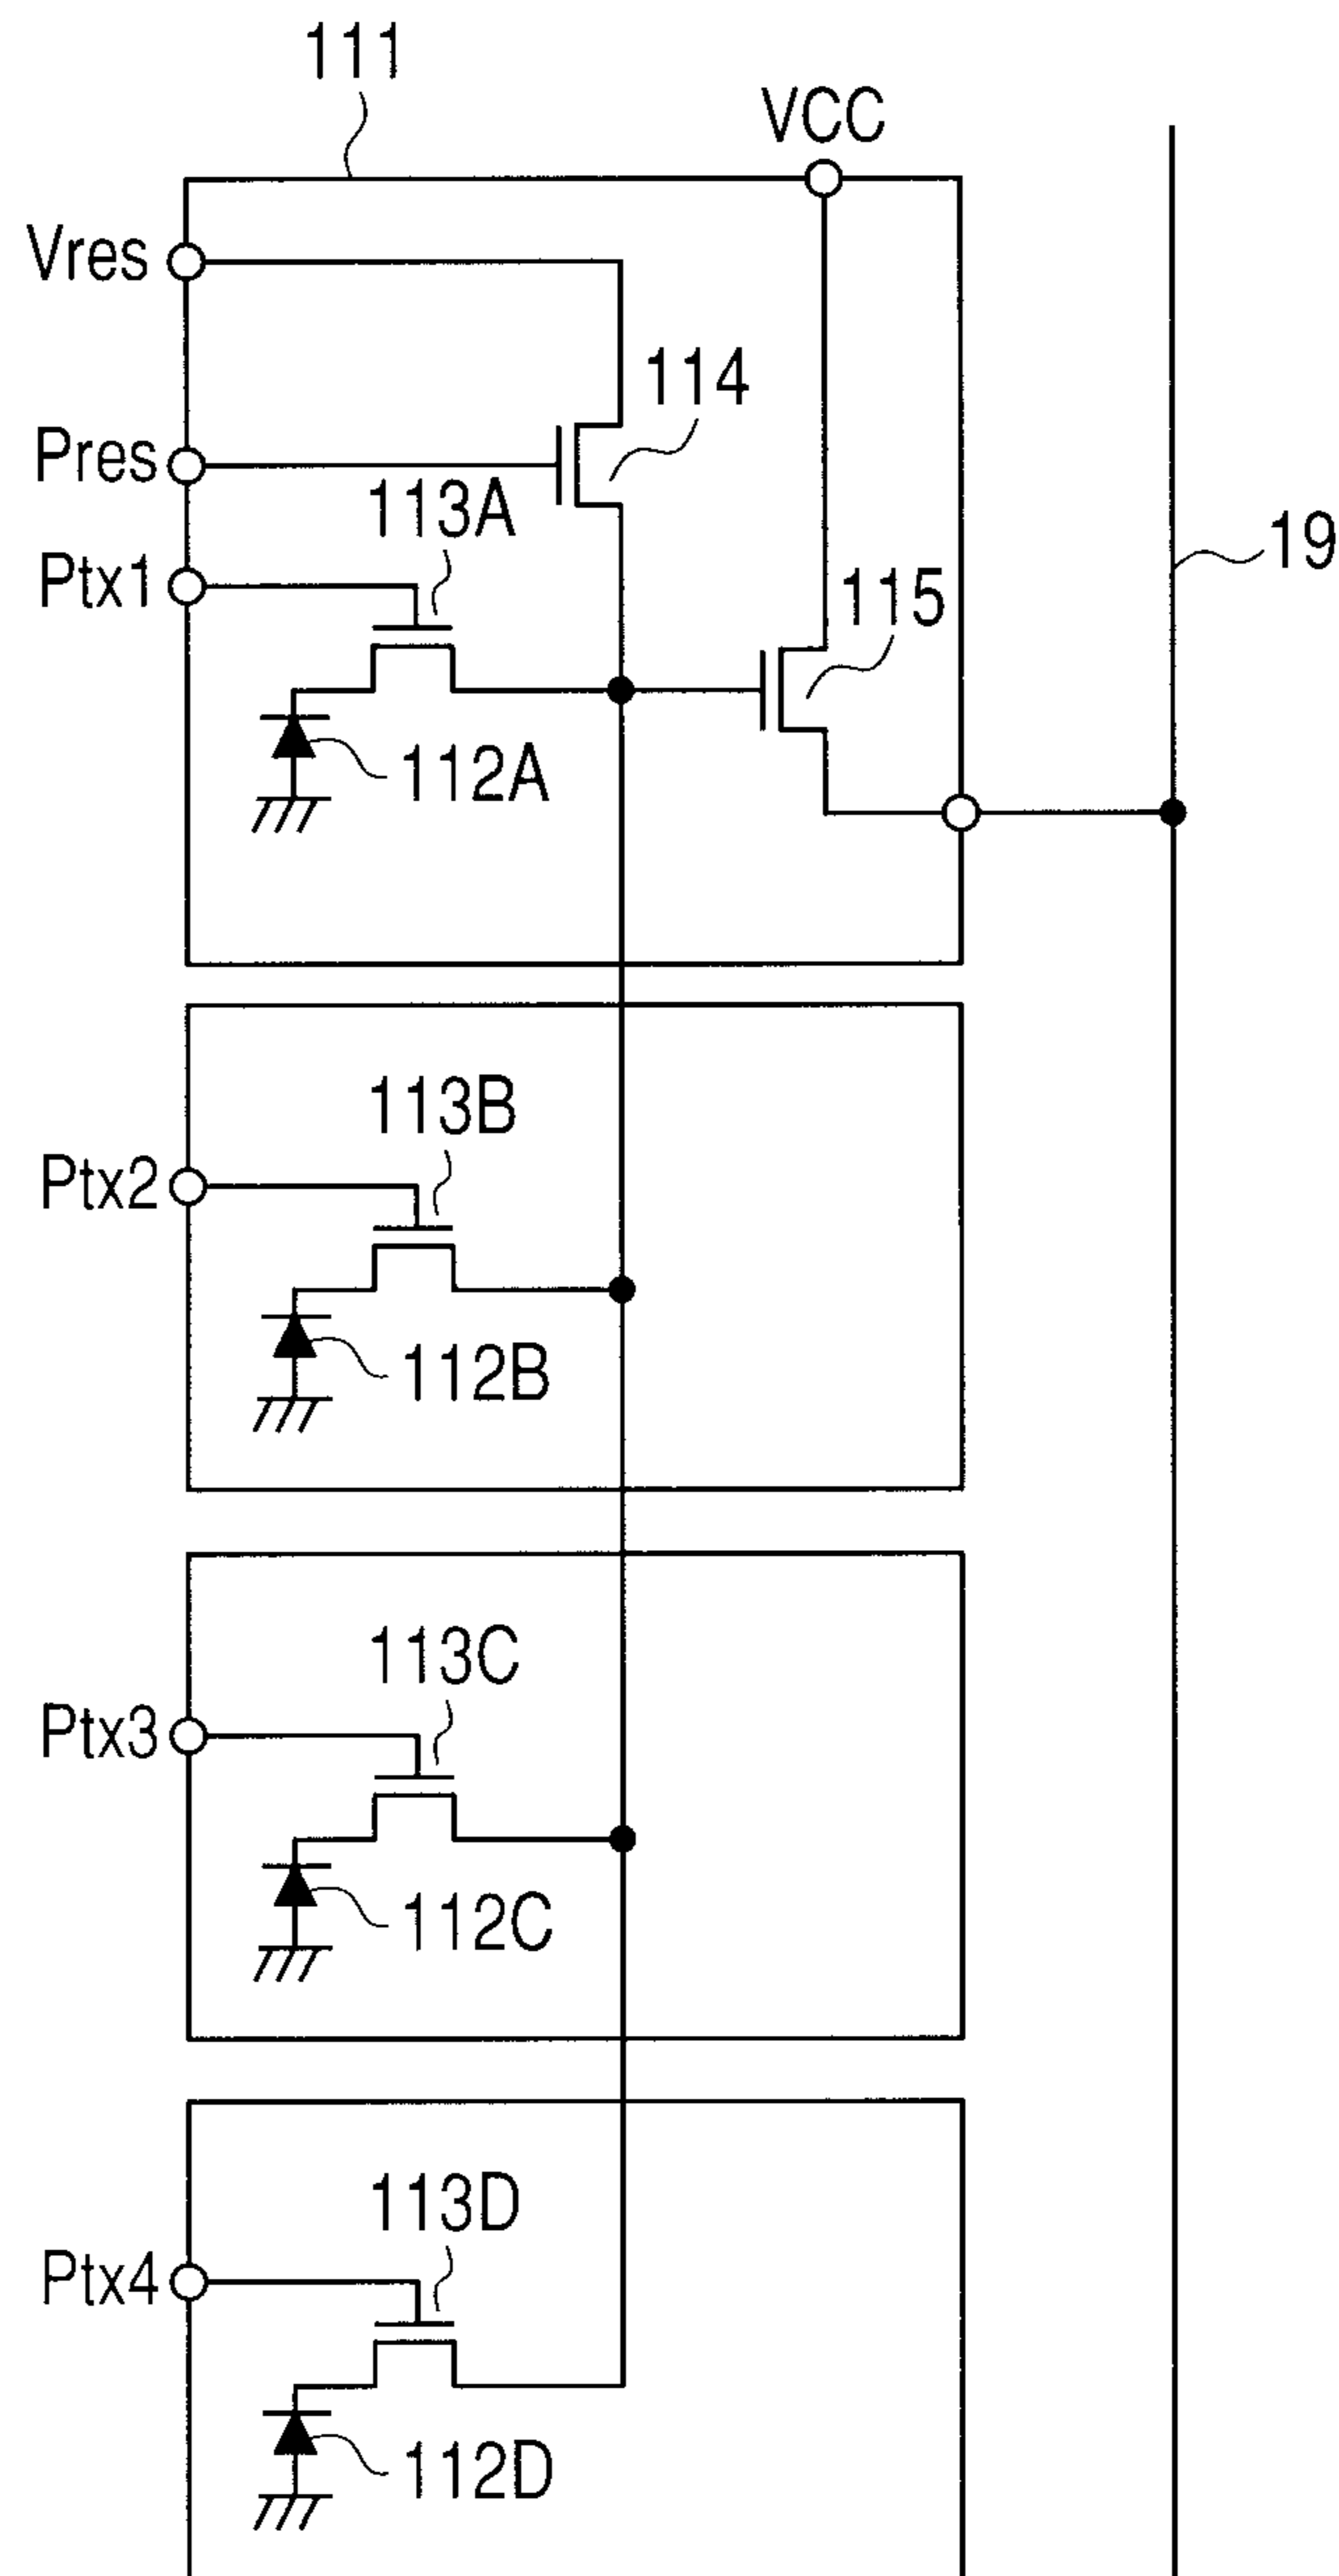 111
VCC
Vres
114
Pres
113A
19
Ptx1
115
112A
113B
Ptx2
112B
113C
Ptx3
112C
113D
Ptx4
112D